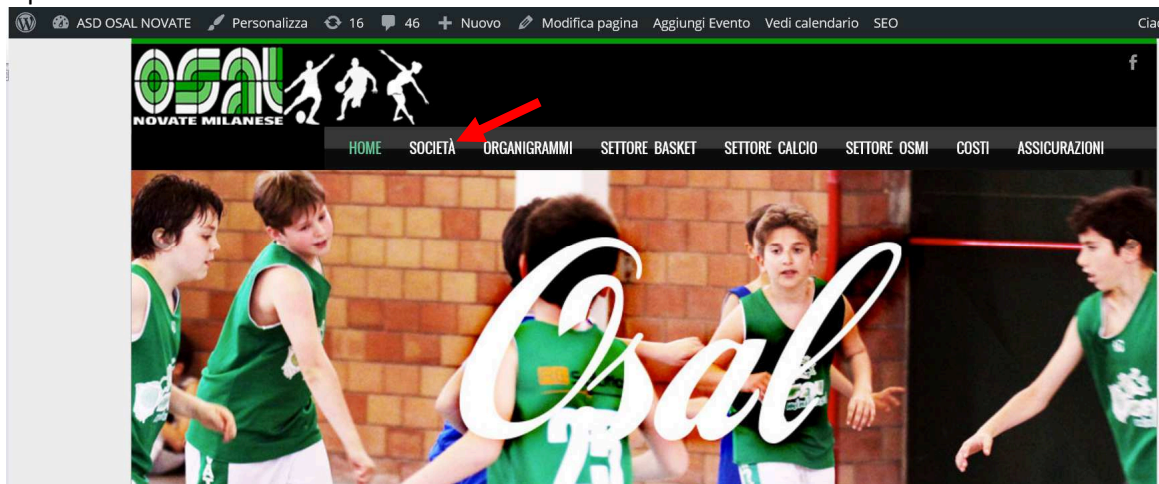 ASD OSAL NOVATE Personalizza 16 46 + Nuovo Modifica pagina Aggiungi Evento Vedi calendario SEO
osal
NOVATE MILANESE
f
HOME SOCIETÀ ORGANIGRAMMI SETTORE BASKET SETTORE CALCIO SETTORE OSMI COSTI ASSICURAZIONI
Osal
23